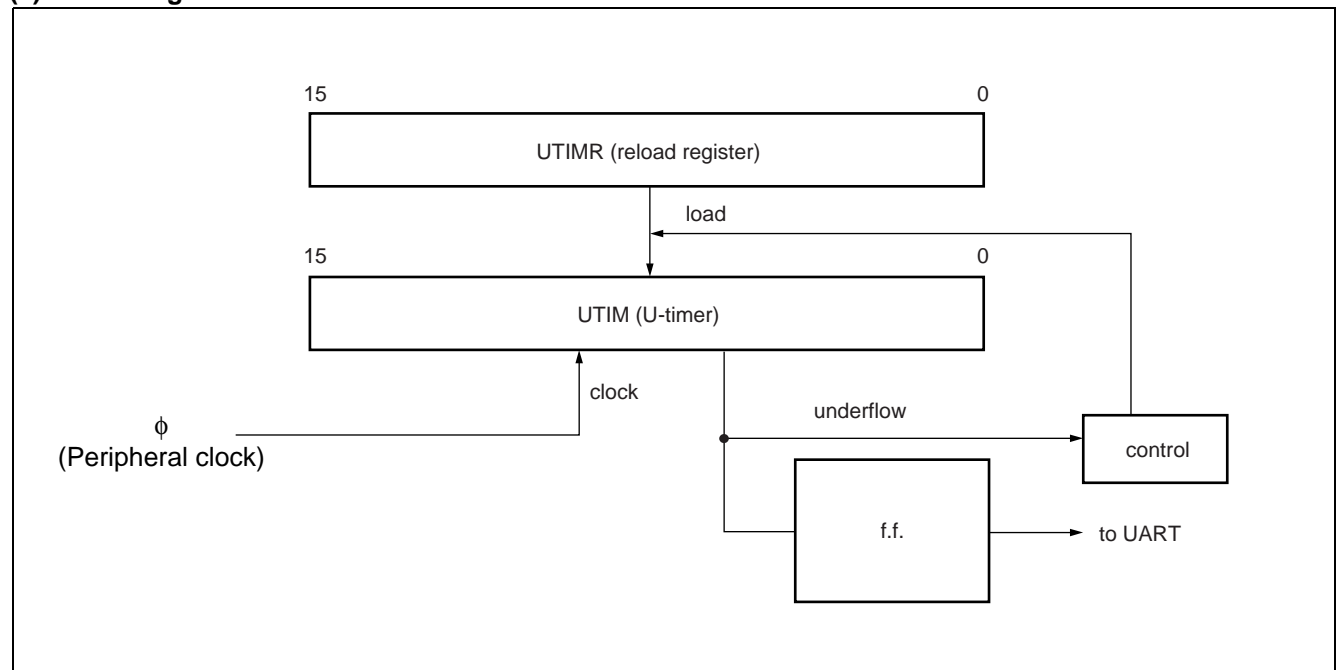 15 0
UTIMR (reload register)
load
15 0
UTIM (U-timer)
clock
underflow
ϕ
(Peripheral clock)
control
f.f.
to UART